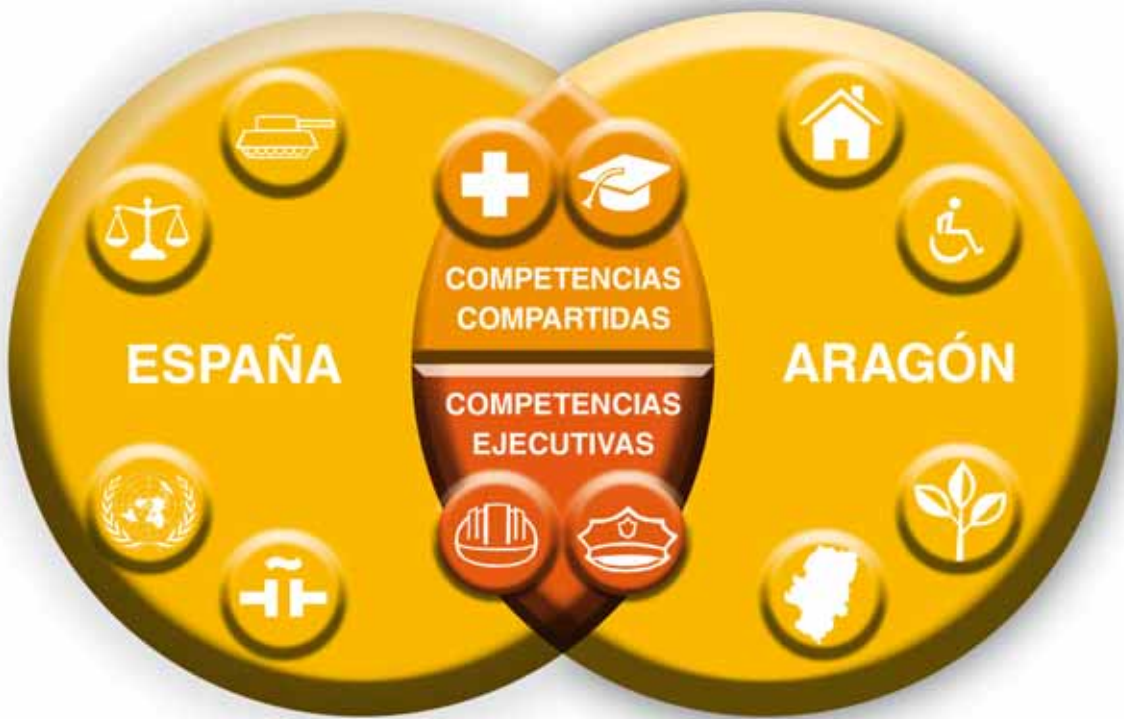 ESPAÑA
COMPETENCIAS
COMPARTIDAS
COMPETENCIAS
EJECUTIVAS
ARAGÓN